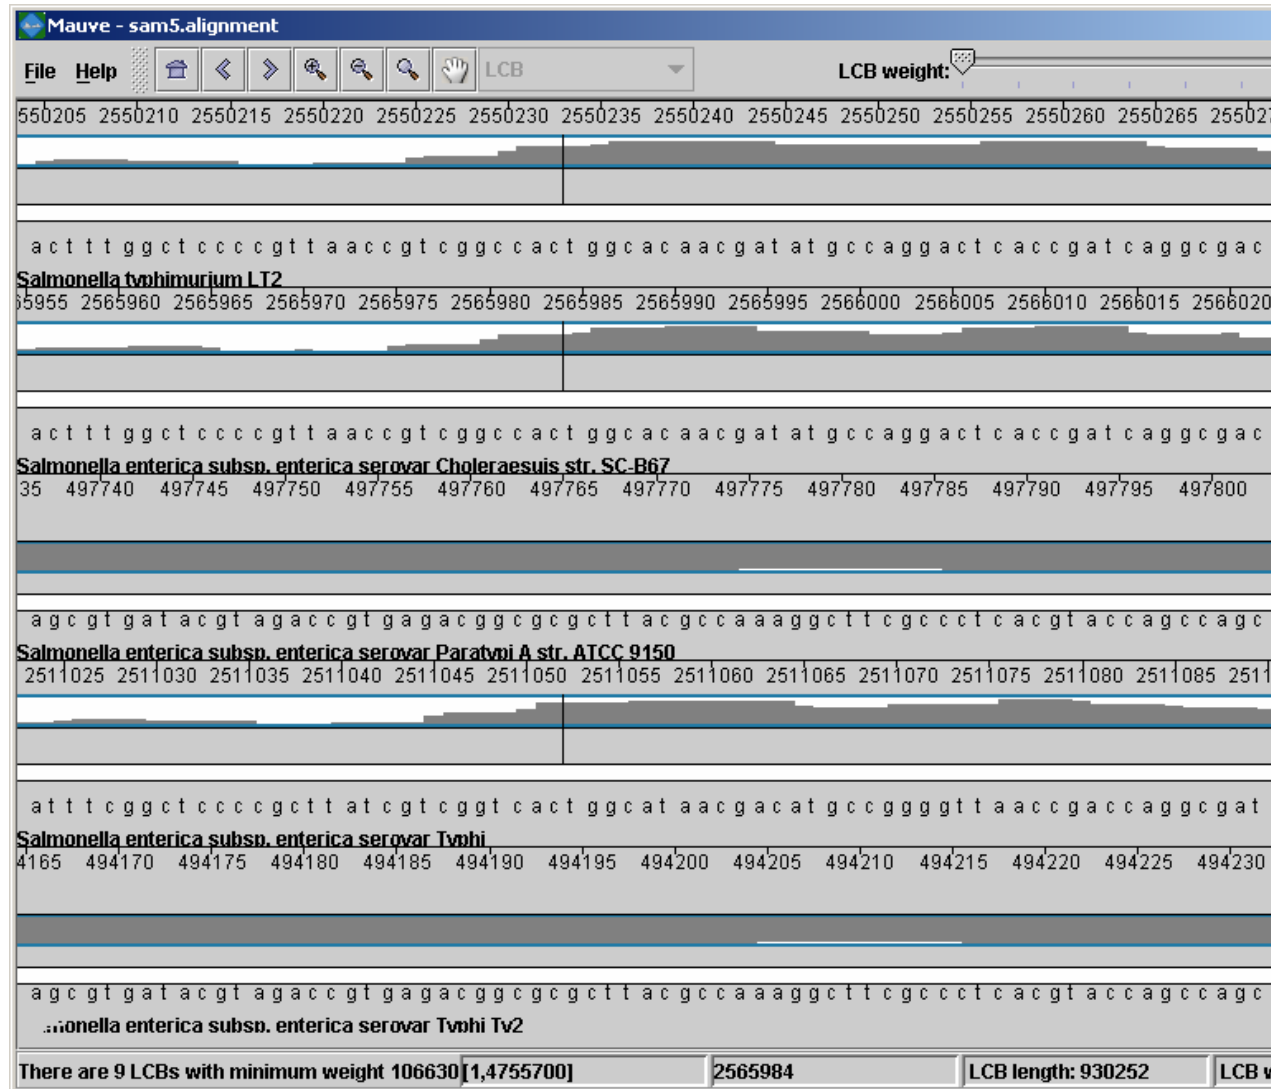 Mauve - sam5.alignment
File Help LCB LCB weight:
550205 2550210 2550215 2550220 2550225 2550230 2550235 2550240 2550245 2550250 2550255 2550260 2550265 25502
a c t t t g g c t c c c c g t t a a c c g t c g g c c a c t g g c a c a a c g a t a t g c c a g g a c t c a c c g a t c a g g c g a c
Salmonella typhimurium LT2
2565960 2565965 2565970 2565975 2565980 2565985 2565990 2565995 2566000 2566005 2566010 2566015 2566020
a c t t t g g c t c c c c g t t a a c c g t c g g c c a c t g g c a c a a c g a t a t g c c a g g a c t c a c c g a t c a g g c g a c
Salmonella enterica subsp. enterica serovar Choleraesuis str. SC-B67
35 497740 497745 497750 497755 497760 497765 497770 497775 497780 497785 497790 497795 497800
a g c g t g a t a c g t a g a c c g t g a g a c g g c g c g c t t a c g c c a a a g g c t t c g c c c t c a c g t a c c a g c c a g c
Salmonella enterica subsp. enterica serovar Paratypi A str. ATCC 9150
2511025 2511030 2511035 2511040 2511045 2511050 2511055 2511060 2511065 2511070 2511075 2511080 2511085 2511
a t t t c g g c t c c c c g c t t a t c g t c g g t c a c t g g c a t a a c g a c a t g c c g g g g t t a a c c g a c c a g g c g a t
Salmonella enterica subsp. enterica serovar Typhi
4165 494170 494175 494180 494185 494190 494195 494200 494205 494210 494215 494220 494225 494230
a g c g t g a t a c g t a g a c c g t g a g a c g g c g c g c t t a c g c c a a a g g c t t c g c c c t c a c g t a c c a g c c a g c
enterica subsp. enterica serovar Typhi Ty2
There are 9 LCBs with minimum weight 106630 [1,4755700] 2565984 LCB length: 930252 LCB